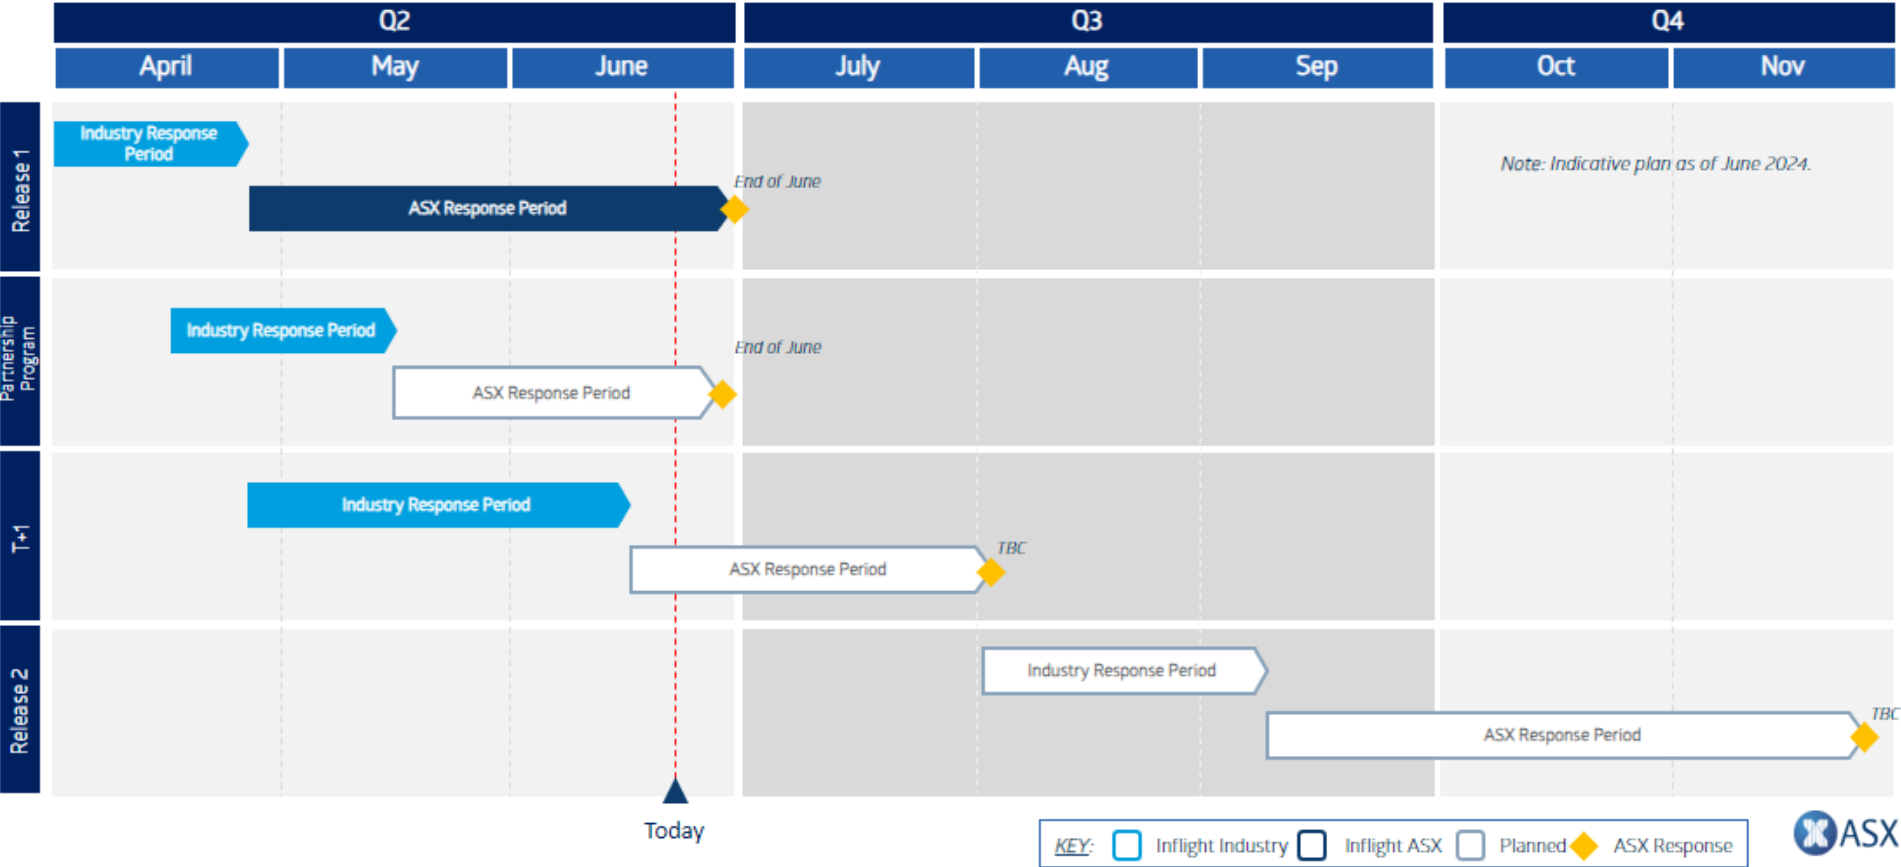 Q2
Q3
Q4
April
May
June
July
Aug
Sep
Oct
Nov
Release 1
Industry Response
Period
ASX Response Period
End of June
Note: Indicative plan as of June 2024.
Partnership
Program
Industry Response Period
ASX Response Period
End of June
T+1
Industry Response Period
ASX Response Period
TBC
Release 2
Industry Response Period
ASX Response Period
TBC
Today
KEY: Inflight Industry Inflight ASX Planned ASX Response
ASX